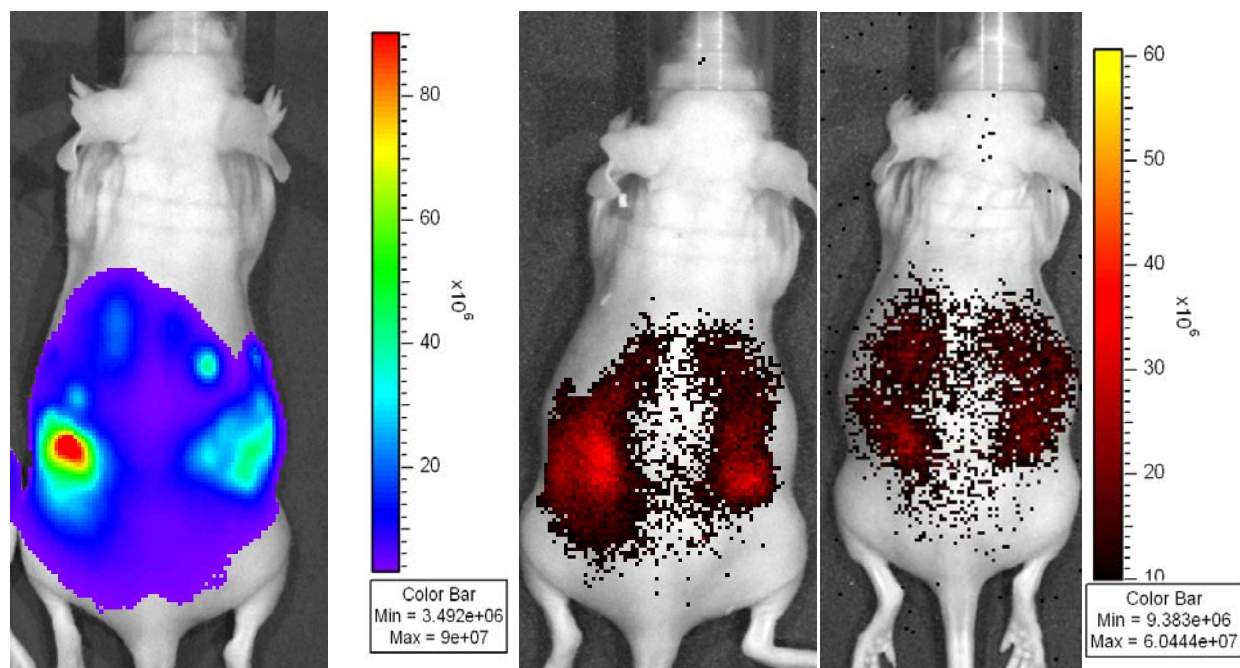 80
60
40
20
x10⁶
Color Bar
Min = 3.492e+06
Max = 9e+07
60
50
40
30
20
10
x10⁶
Color Bar
Min = 9.383e+06
Max = 6.0444e+07